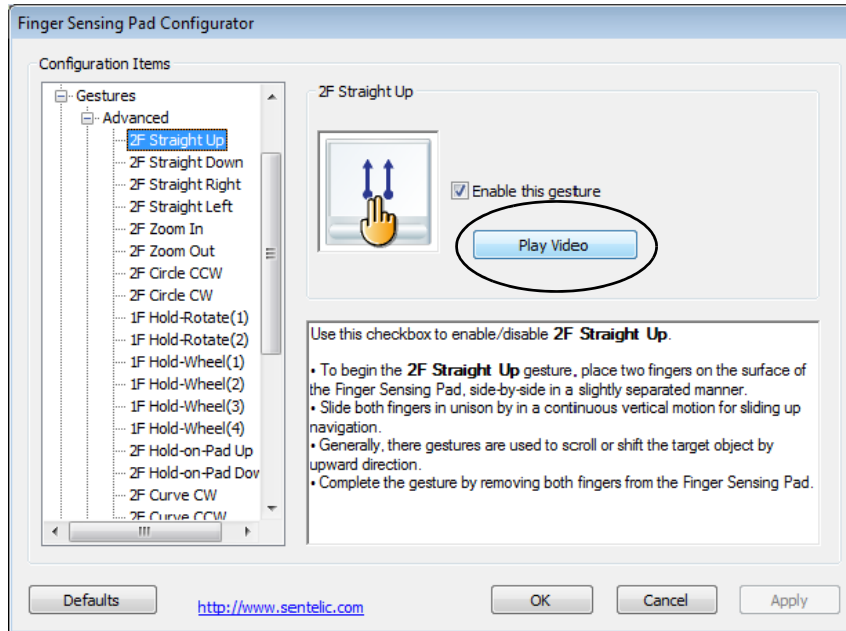 Finger Sensing Pad Configurator
Configuration Items
Gestures
Advanced
2F Straight Up
2F Straight Down
2F Straight Right
2F Straight Left
2F Zoom In
2F Zoom Out
2F Circle CCW
2F Circle CW
1F Hold-Rotate(1)
1F Hold-Rotate(2)
1F Hold-Wheel(1)
1F Hold-Wheel(2)
1F Hold-Wheel(3)
1F Hold-Wheel(4)
2F Hold-on-Pad Up
2F Hold-on-Pad Dov
2F Curve CW
2F Curve CCW
2F Straight Up
Enable this gesture
Play Video
Use this checkbox to enable/disable 2F Straight Up.
• To begin the 2F Straight Up gesture, place two fingers on the surface of
the Finger Sensing Pad, side-by-side in a slightly separated manner.
• Slide both fingers in unison by in a continuous vertical motion for sliding up
navigation.
• Generally, there gestures are used to scroll or shift the target object by
upward direction.
• Complete the gesture by removing both fingers from the Finger Sensing Pad.
Defaults
http://www.sentelic.com
OK
Cancel
Apply